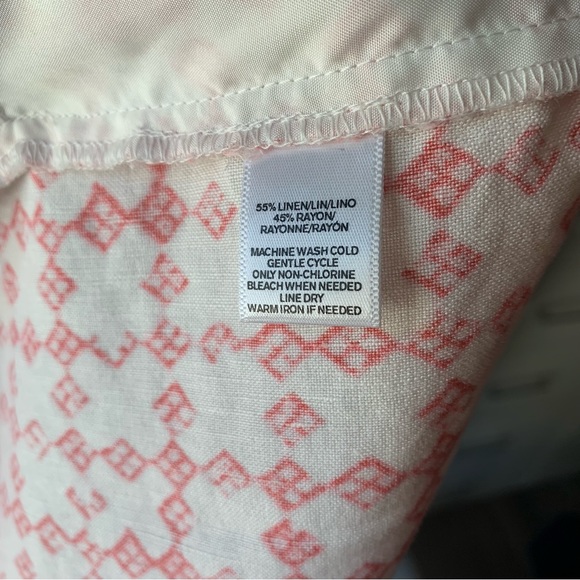 55% LINEN/LIN/LINO
45% RAYON/
RAYONNE/RAYÓN
MACHINE WASH COLD
GENTLE CYCLE
ONLY NON-CHLORINE
BLEACH WHEN NEEDED
LINE DRY
WARM IRON IF NEEDED